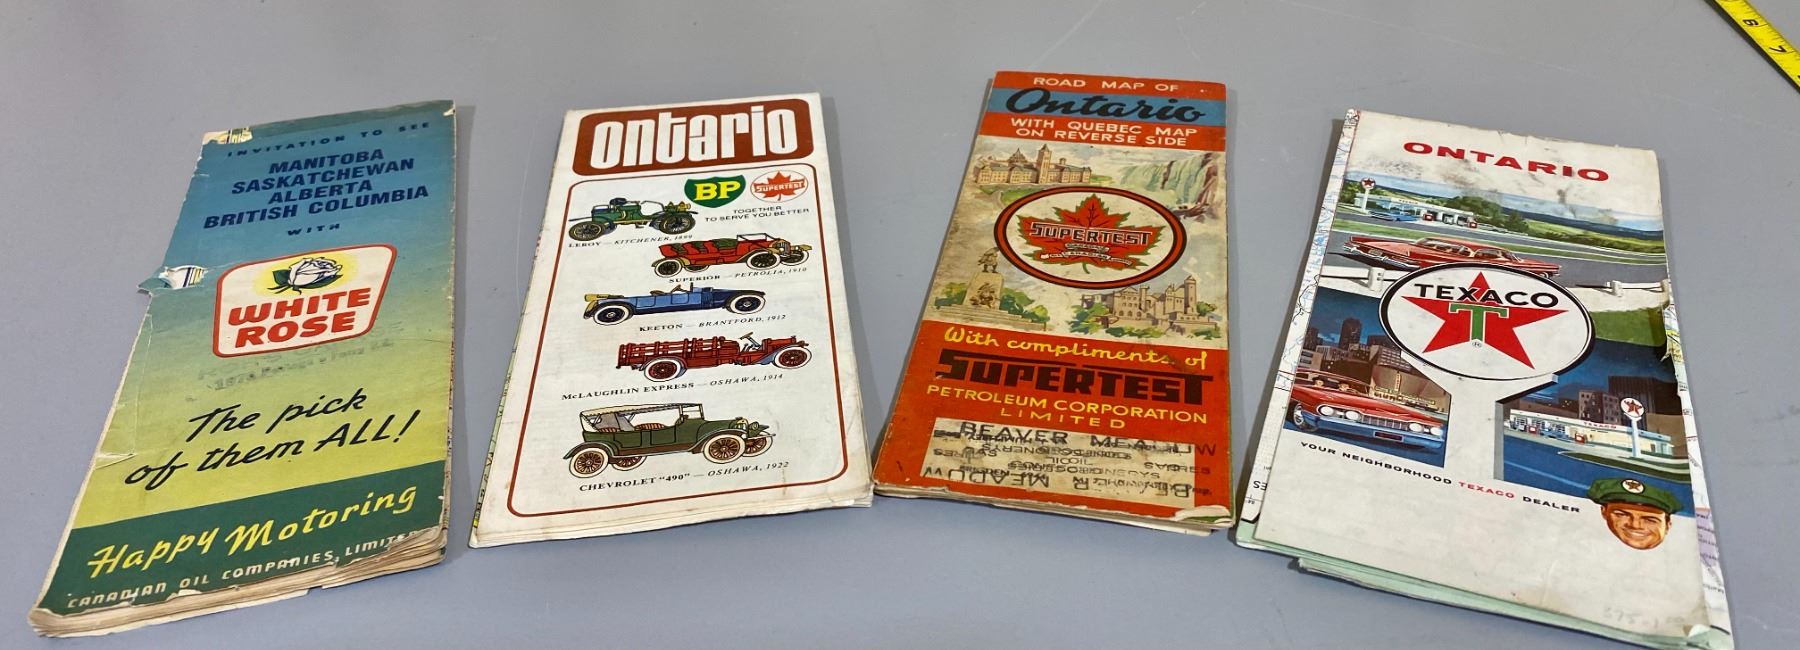 INVITATION TO SEE
MANITOBA
SASKATCHEWAN
ALBERTA
BRITISH COLUMBIA
WITH
WHITE
ROSE
The pick
of them ALL!
Happy Motoring
CANADIAN OIL COMPANIES, LIMITED
ontario
BP
SUPERTEST
TOGETHER
TO SERVE YOU BETTER
LEROY — KITCHENER, 1899
SUPERIOR — PETROLIA, 1910
KEETON — BRANTFORD, 1912
McLAUGHLIN EXPRESS — OSHAWA, 1914
CHEVROLET "490" — OSHAWA, 1922
ROAD MAP OF
Ontario
WITH QUEBEC MAP
ON REVERSE SIDE
SUPERTEST
With compliments of
SUPERTEST
PETROLEUM CORPORATION
LIMITED
BEAVER MEADOW
ONTARIO
TEXACO
T
TEXACO
YOUR NEIGHBORHOOD TEXACO DEALER
6
7